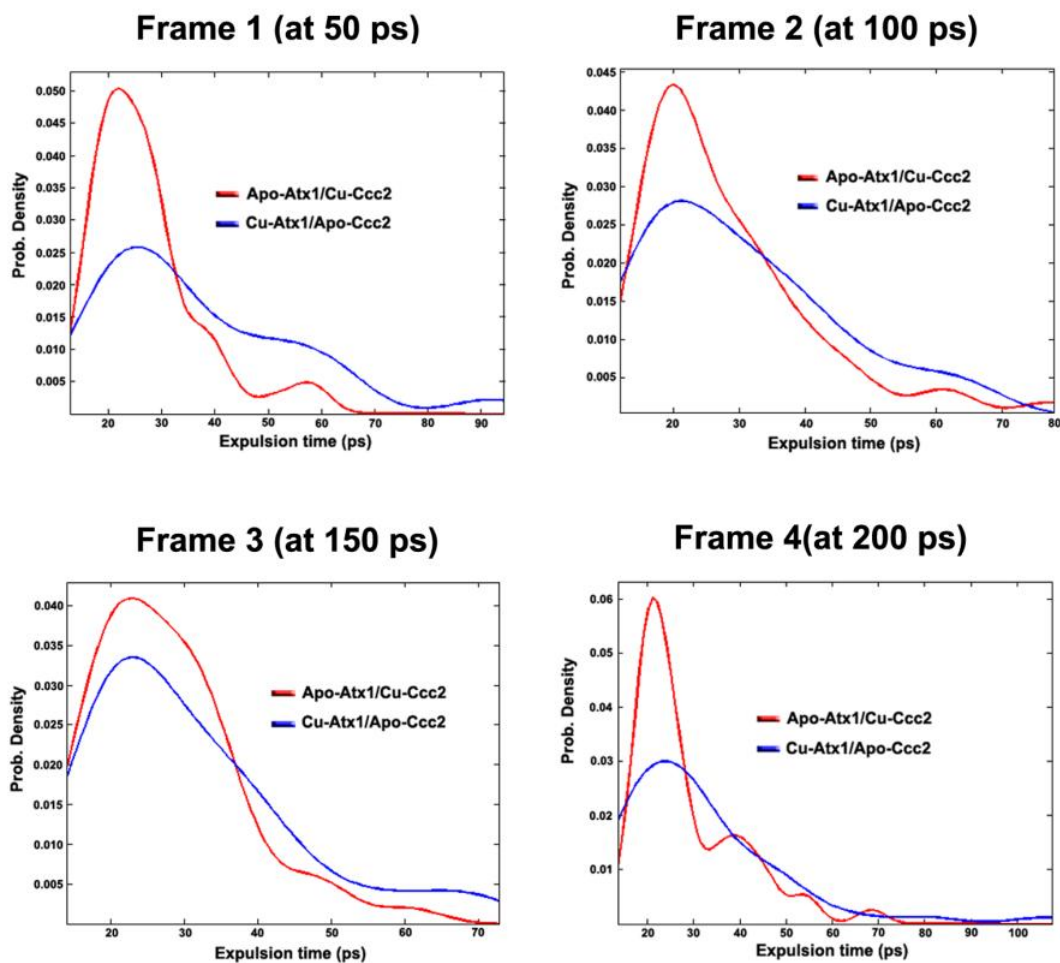 Frame 1 (at 50 ps)
Frame 2 (at 100 ps)
0.050
0.045
0.040
0.035
0.030
0.025
0.020
0.015
0.010
0.005
Prob. Density
Apo-Atx1/Cu-Ccc2
Cu-Atx1/Apo-Ccc2
20 30 40 50 60 70 80 90
Expulsion time (ps)
0.045
0.040
0.035
0.030
0.025
0.020
0.015
0.010
0.005
Prob. Density
Apo-Atx1/Cu-Ccc2
Cu-Atx1/Apo-Ccc2
20 30 40 50 60 70 80
Expulsion time (ps)
Frame 3 (at 150 ps)
Frame 4(at 200 ps)
0.040
0.035
0.030
0.025
0.020
0.015
0.010
0.005
Prob. Density
Apo-Atx1/Cu-Ccc2
Cu-Atx1/Apo-Ccc2
20 30 40 50 60 70
Expulsion time (ps)
0.06
0.05
0.04
0.03
0.02
0.01
Prob. Density
Apo-Atx1/Cu-Ccc2
Cu-Atx1/Apo-Ccc2
20 30 40 50 60 70 80 90 100
Expulsion time (ps)